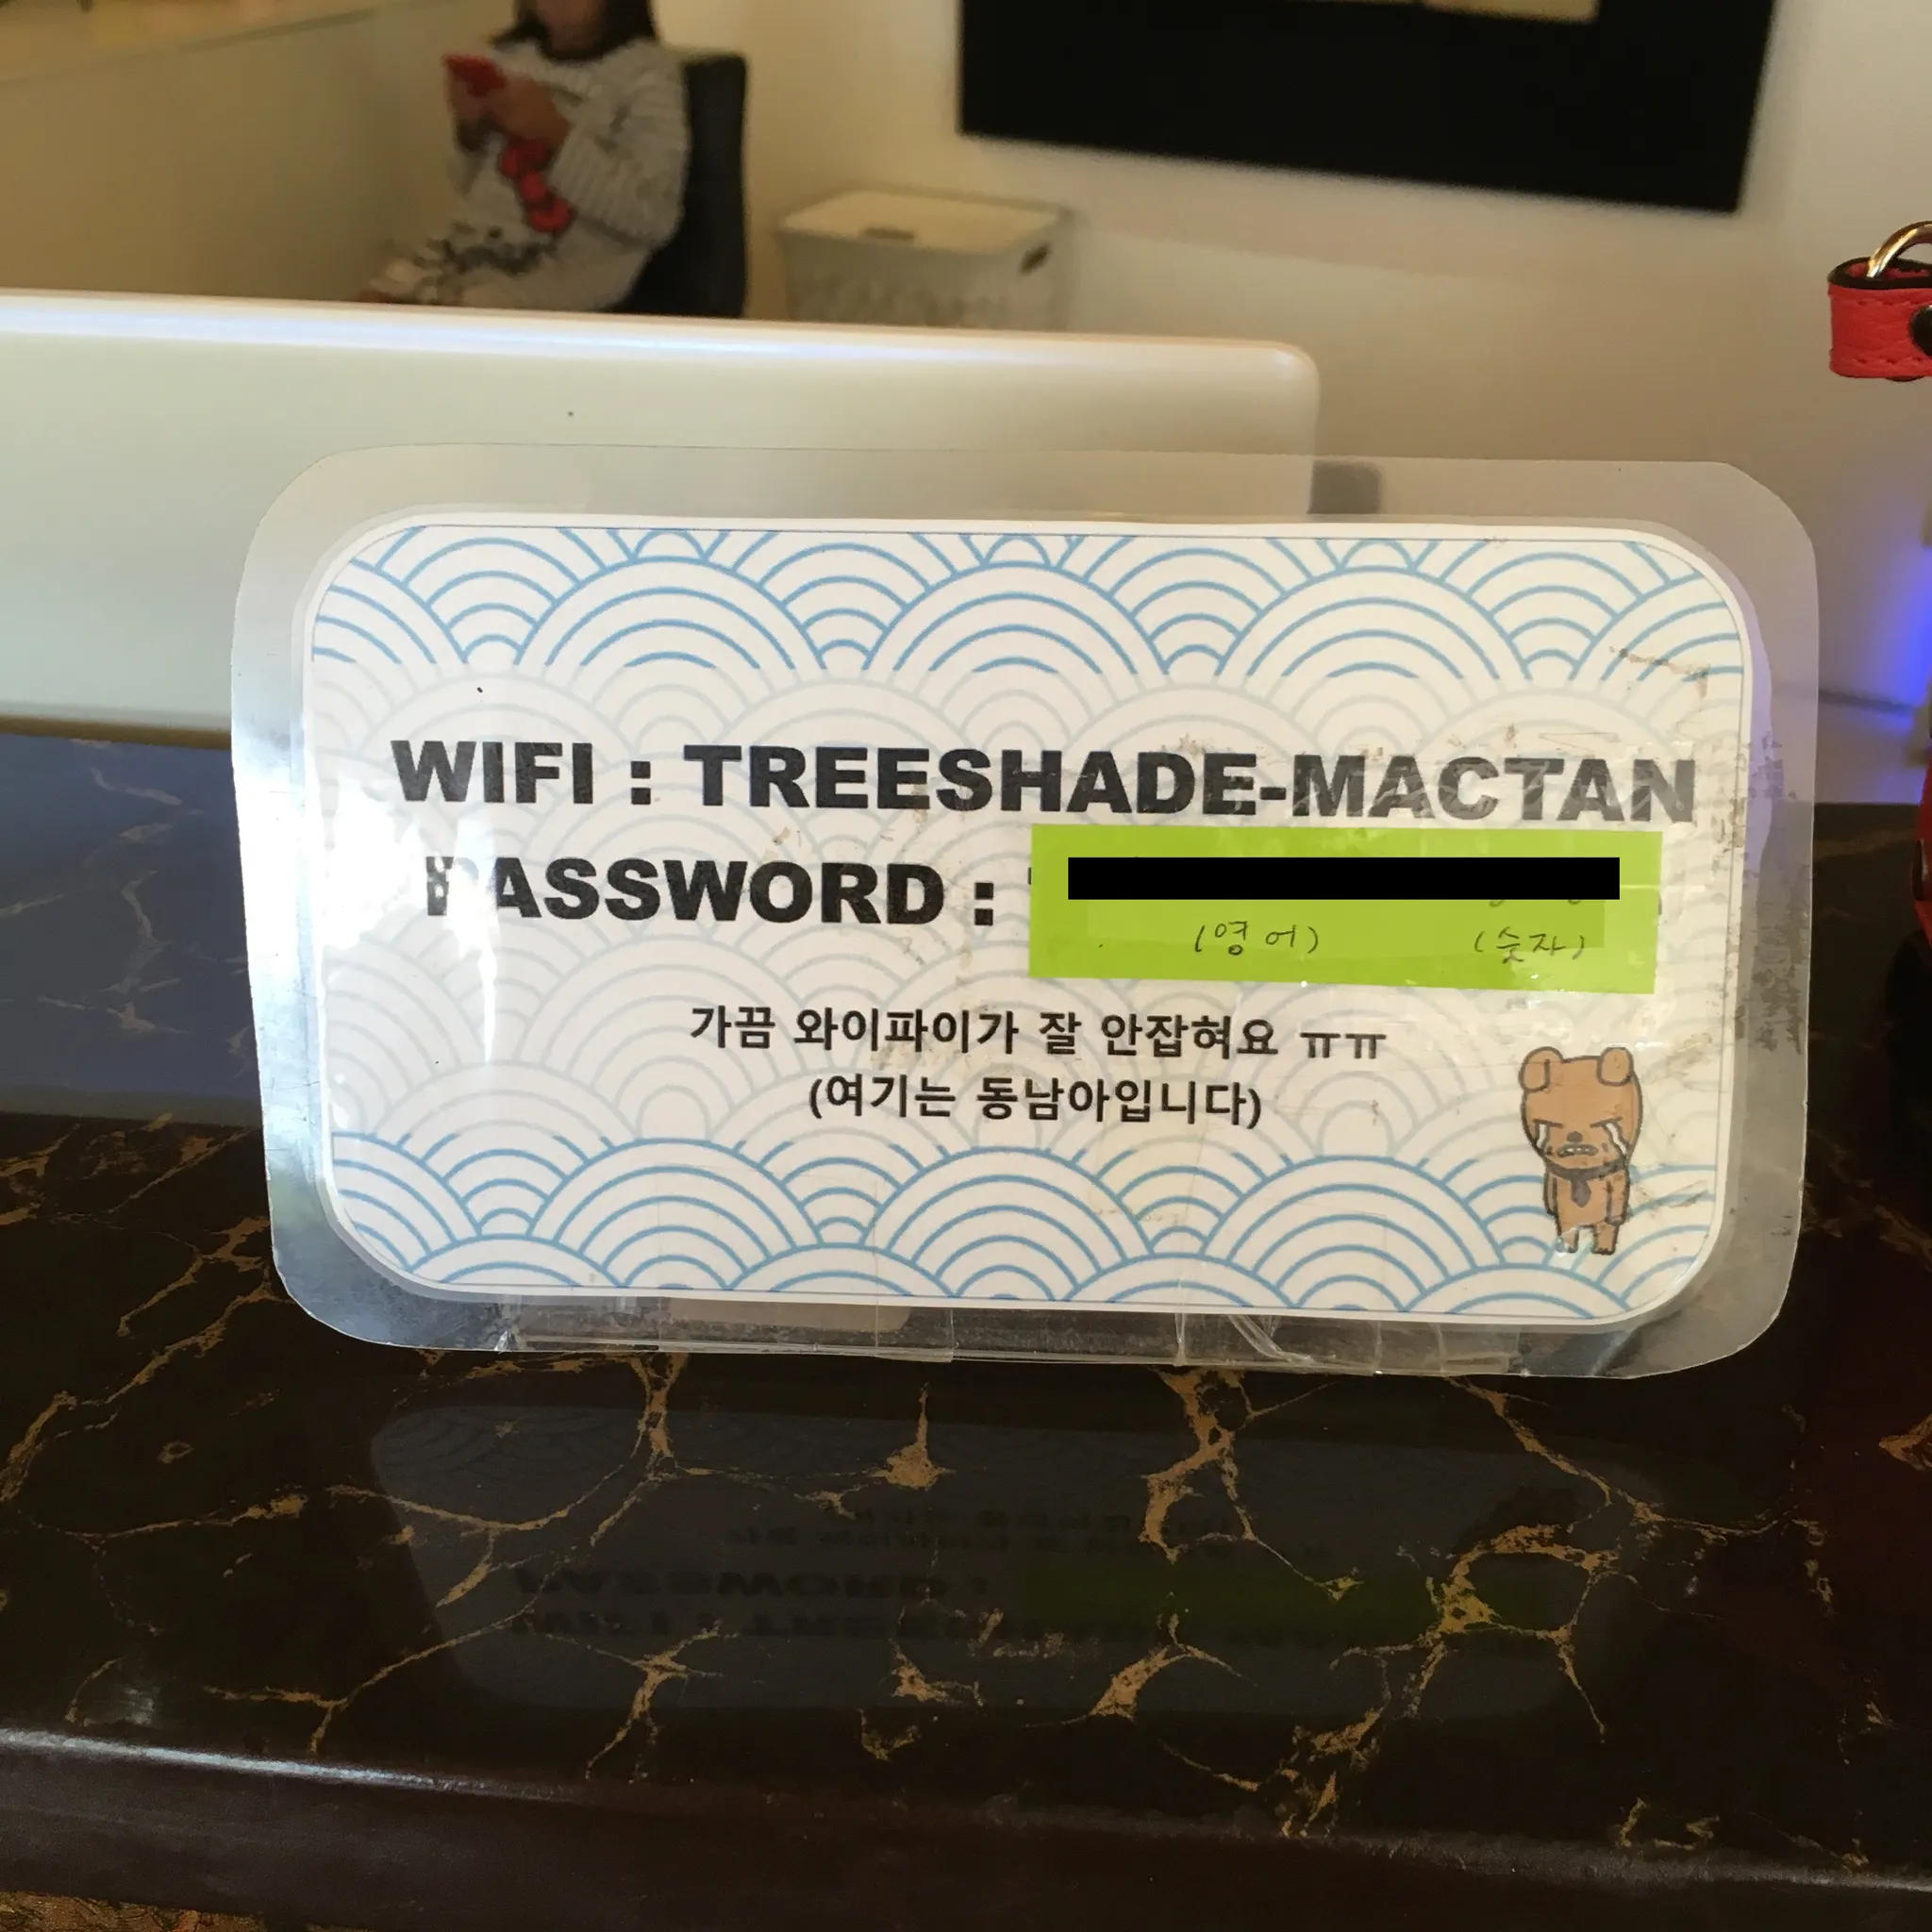 WIFI : TREESHADE-MACTAN
PASSWORD :
(영어) (숫자)
가끔 와이파이가 잘 안잡혀요 ㅠㅠ
(여기는 동남아입니다)